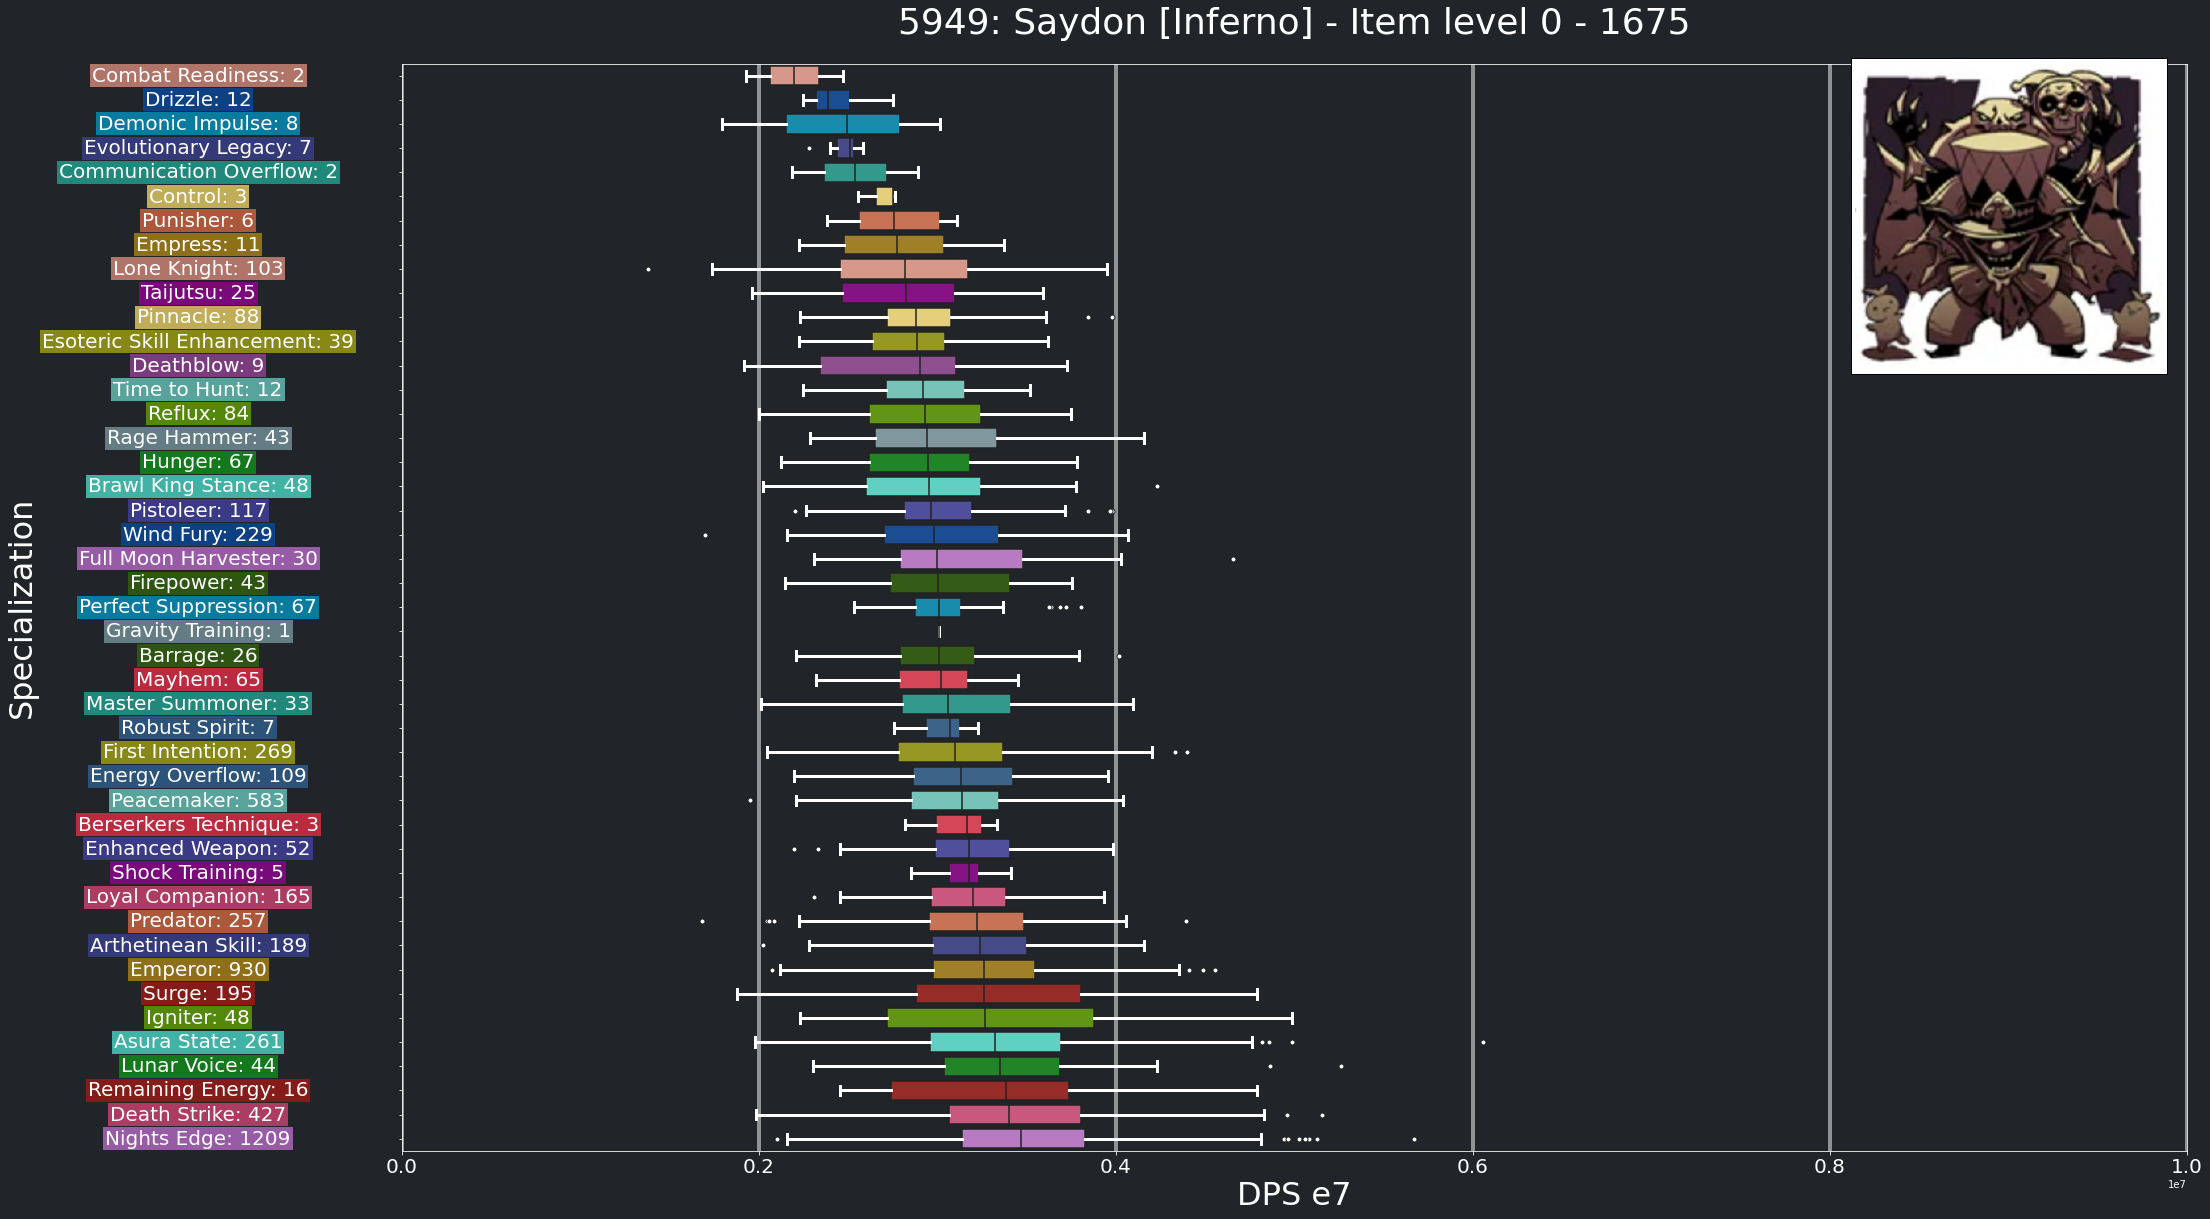 5949: Saydon [Inferno] - Item level 0 - 1675
Specialization
Combat Readiness: 2
Drizzle: 12
Demonic Impulse: 8
Evolutionary Legacy: 7
Communication Overflow: 2
Control: 3
Punisher: 6
Empress: 11
Lone Knight: 103
Taijutsu: 25
Pinnacle: 88
Esoteric Skill Enhancement: 39
Deathblow: 9
Time to Hunt: 12
Reflux: 84
Rage Hammer: 43
Hunger: 67
Brawl King Stance: 48
Pistoleer: 117
Wind Fury: 229
Full Moon Harvester: 30
Firepower: 43
Perfect Suppression: 67
Gravity Training: 1
Barrage: 26
Mayhem: 65
Master Summoner: 33
Robust Spirit: 7
First Intention: 269
Energy Overflow: 109
Peacemaker: 583
Berserkers Technique: 3
Enhanced Weapon: 52
Shock Training: 5
Loyal Companion: 165
Predator: 257
Arthetinean Skill: 189
Emperor: 930
Surge: 195
Igniter: 48
Asura State: 261
Lunar Voice: 44
Remaining Energy: 16
Death Strike: 427
Nights Edge: 1209
0.0 0.2 0.4 0.6 0.8 1.0
1e7
DPS e7